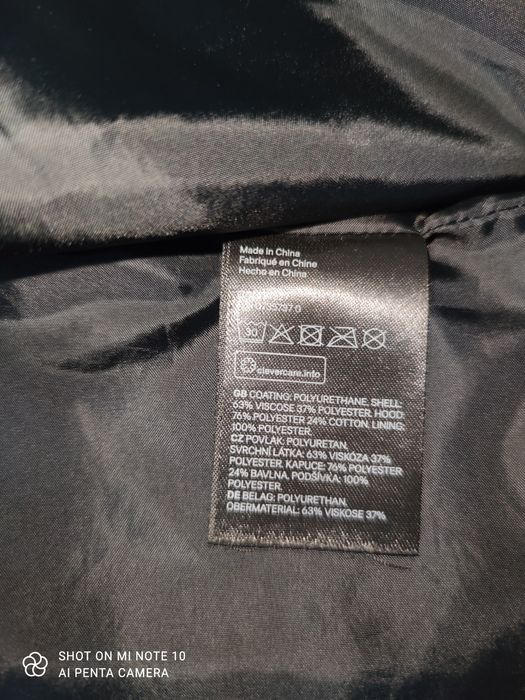 Made in China
Fabriqué en Chine
Hecho en China
30
clevercare.info
GB COATING: POLYURETHANE. SHELL:
63% VISCOSE 37% POLYESTER. HOOD:
76% POLYESTER 24% COTTON. LINING:
100% POLYESTER.
CZ POVLAK: POLYURETAN.
SVRCHNÍ LÁTKA: 63% VISKÓZA 37%
POLYESTER. KAPUCE: 76% POLYESTER
24% BAVLNA. PODŠÍVKA: 100%
POLYESTER.
DE BELAG: POLYURETHAN.
OBERMATERIAL: 63% VISKOSE 37%
SHOT ON MI NOTE 10
AI PENTA CAMERA